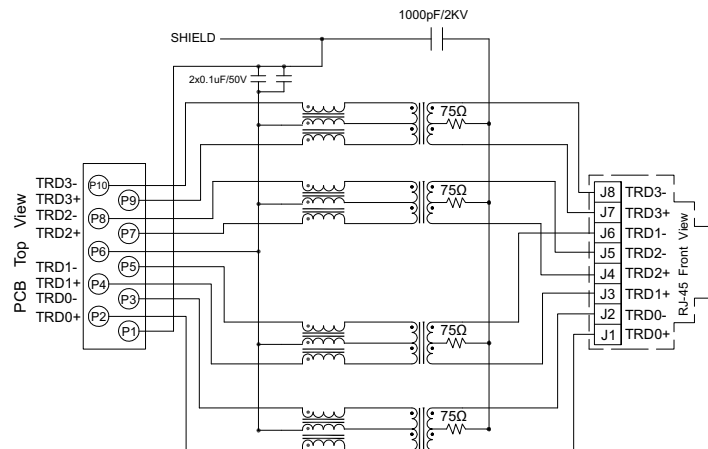 1000pF/2KV
SHIELD
2x0.1uF/50V
75Ω
75Ω
75Ω
75Ω
PCB Top View
TRD3-
TRD3+
TRD2-
TRD2+
TRD1-
TRD1+
TRD0-
TRD0+
P10
P9
P8
P7
P6
P5
P4
P3
P2
P1
J8 TRD3-
J7 TRD3+
J6 TRD1-
J5 TRD2-
J4 TRD2+
J3 TRD1+
J2 TRD0-
J1 TRD0+
RJ-45 Front View